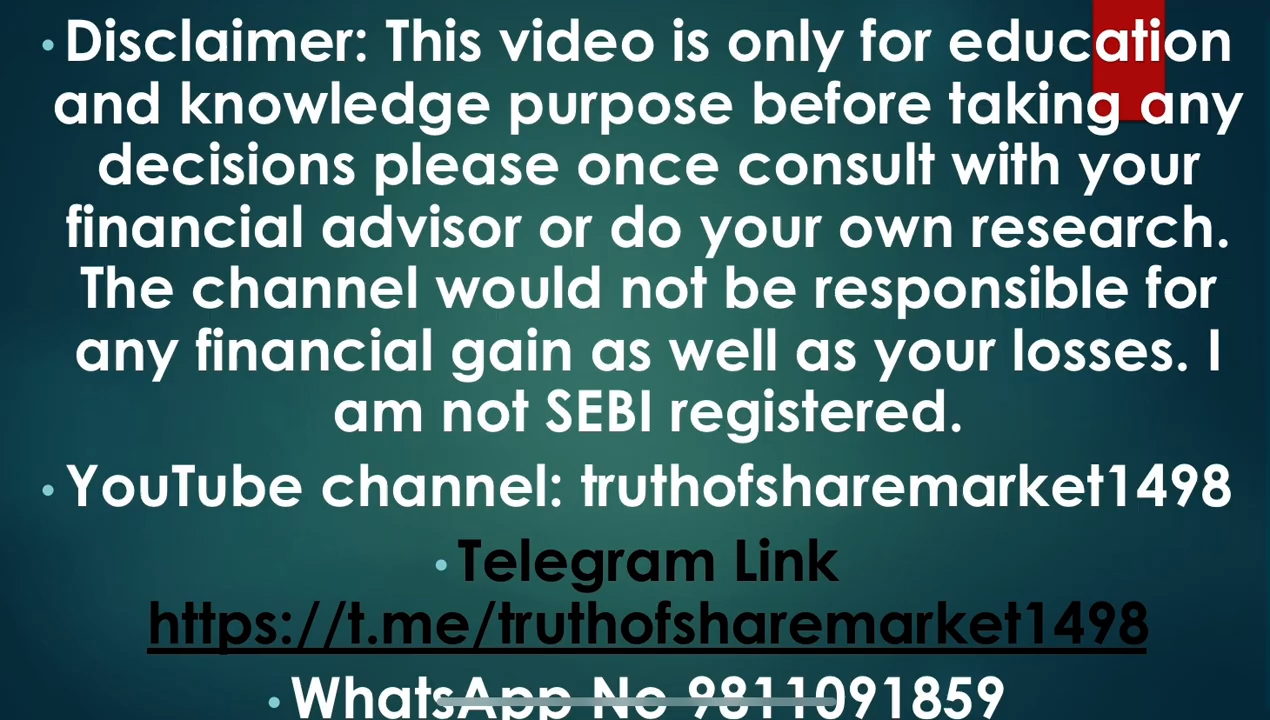 • Disclaimer: This video is only for education
and knowledge purpose before taking any
decisions please once consult with your
financial advisor or do your own research.
The channel would not be responsible for
any financial gain as well as your losses. I
am not SEBI registered.
• YouTube channel: truthofsharemarket1498
• Telegram Link
https://t.me/truthofsharemarket1498
• WhatsApp No 9811091859